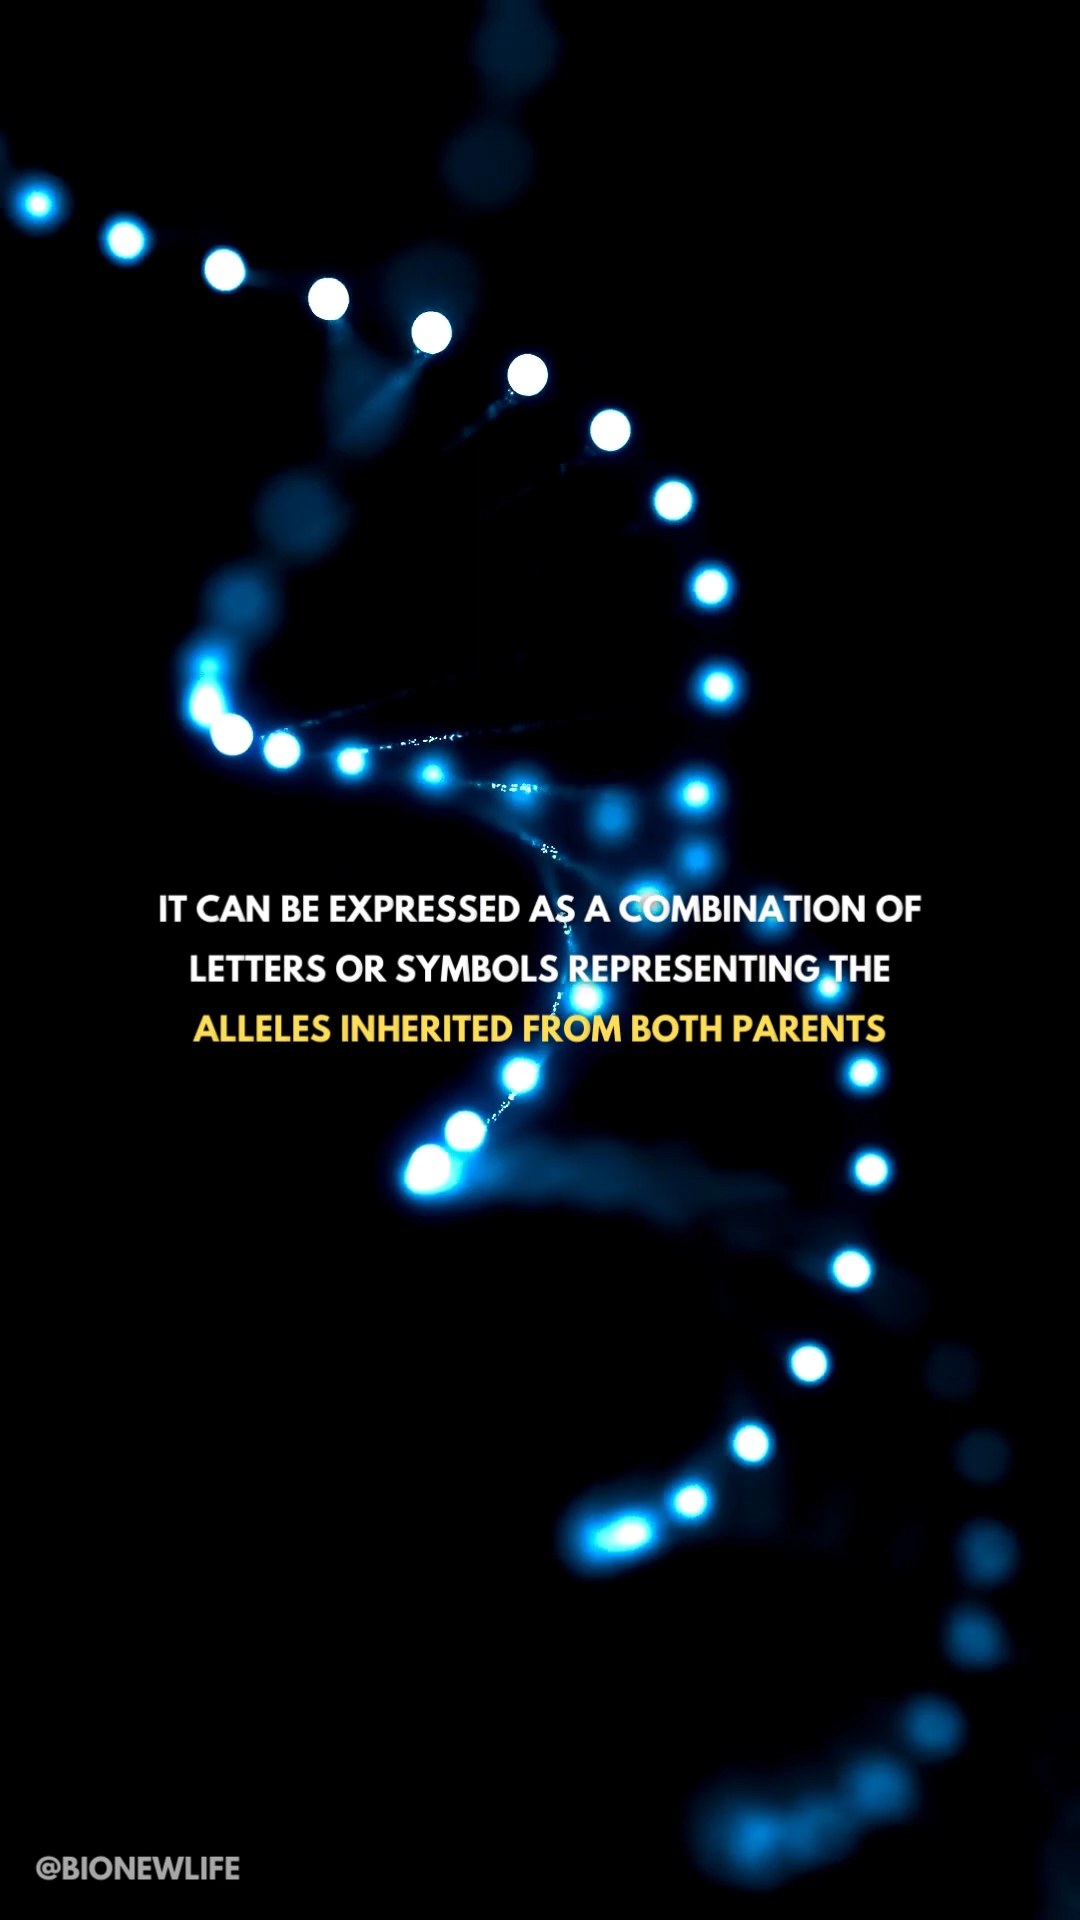 IT CAN BE EXPRESSED AS A COMBINATION OF
LETTERS OR SYMBOLS REPRESENTING THE
ALLELES INHERITED FROM BOTH PARENTS
@BIONEWLIFE